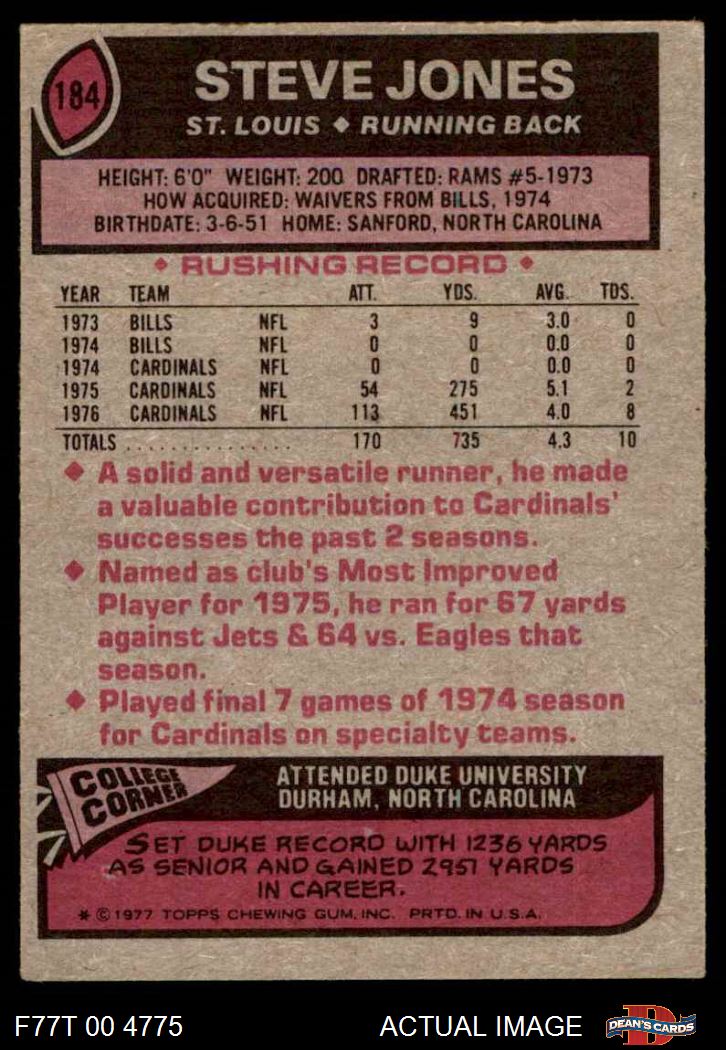 184
STEVE JONES
ST. LOUIS ◆ RUNNING BACK
HEIGHT: 6'0" WEIGHT: 200 DRAFTED: RAMS #5-1973
HOW ACQUIRED: WAIVERS FROM BILLS, 1974
BIRTHDATE: 3-6-51 HOME: SANFORD, NORTH CAROLINA
◆ RUSHING RECORD ◆
YEAR TEAM ATT. YDS. AVG. TDS.
1973 BILLS NFL 3 9 3.0 0
1974 BILLS NFL 0 0 0.0 0
1974 CARDINALS NFL 0 0 0.0 0
1975 CARDINALS NFL 54 275 5.1 2
1976 CARDINALS NFL 113 451 4.0 8
TOTALS . . . . . . . . . . . . . . . 170 735 4.3 10
◆ A solid and versatile runner, he made
a valuable contribution to Cardinals'
successes the past 2 seasons.
◆ Named as club's Most Improved
Player for 1975, he ran for 67 yards
against Jets & 64 vs. Eagles that
season.
◆ Played final 7 games of 1974 season
for Cardinals on specialty teams.
COLLEGE
CORNER
ATTENDED DUKE UNIVERSITY
DURHAM, NORTH CAROLINA
SET DUKE RECORD WITH 1236 YARDS
AS SENIOR AND GAINED 2951 YARDS
IN CAREER.
* © 1977 TOPPS CHEWING GUM, INC. PRTD. IN U.S.A.
F77T 00 4775
ACTUAL IMAGE
D
DEAN'S CARDS